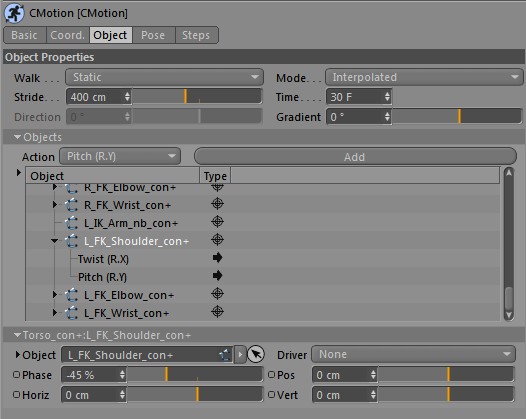 CMotion [CMotion]
Basic Coord. Object Pose Steps
Object Properties
Walk . . . Static Mode. . . Interpolated
Stride. . . 400 cm Time. . . 30 F
Direction 0 ° Gradient 0 °
Objects
Action Pitch (R.Y) Add
Object Type
R_FK_Elbow_con+
R_FK_Wrist_con+
L_IK_Arm_nb_con+
L_FK_Shoulder_con+
Twist (R.X)
Pitch (R.Y)
L_FK_Elbow_con+
L_FK_Wrist_con+
Torso_con+:L_FK_Shoulder_con+
Object L_FK_Shoulder_con+ Driver None
Phase -45 % Pos 0 cm
Horiz 0 cm Vert 0 cm